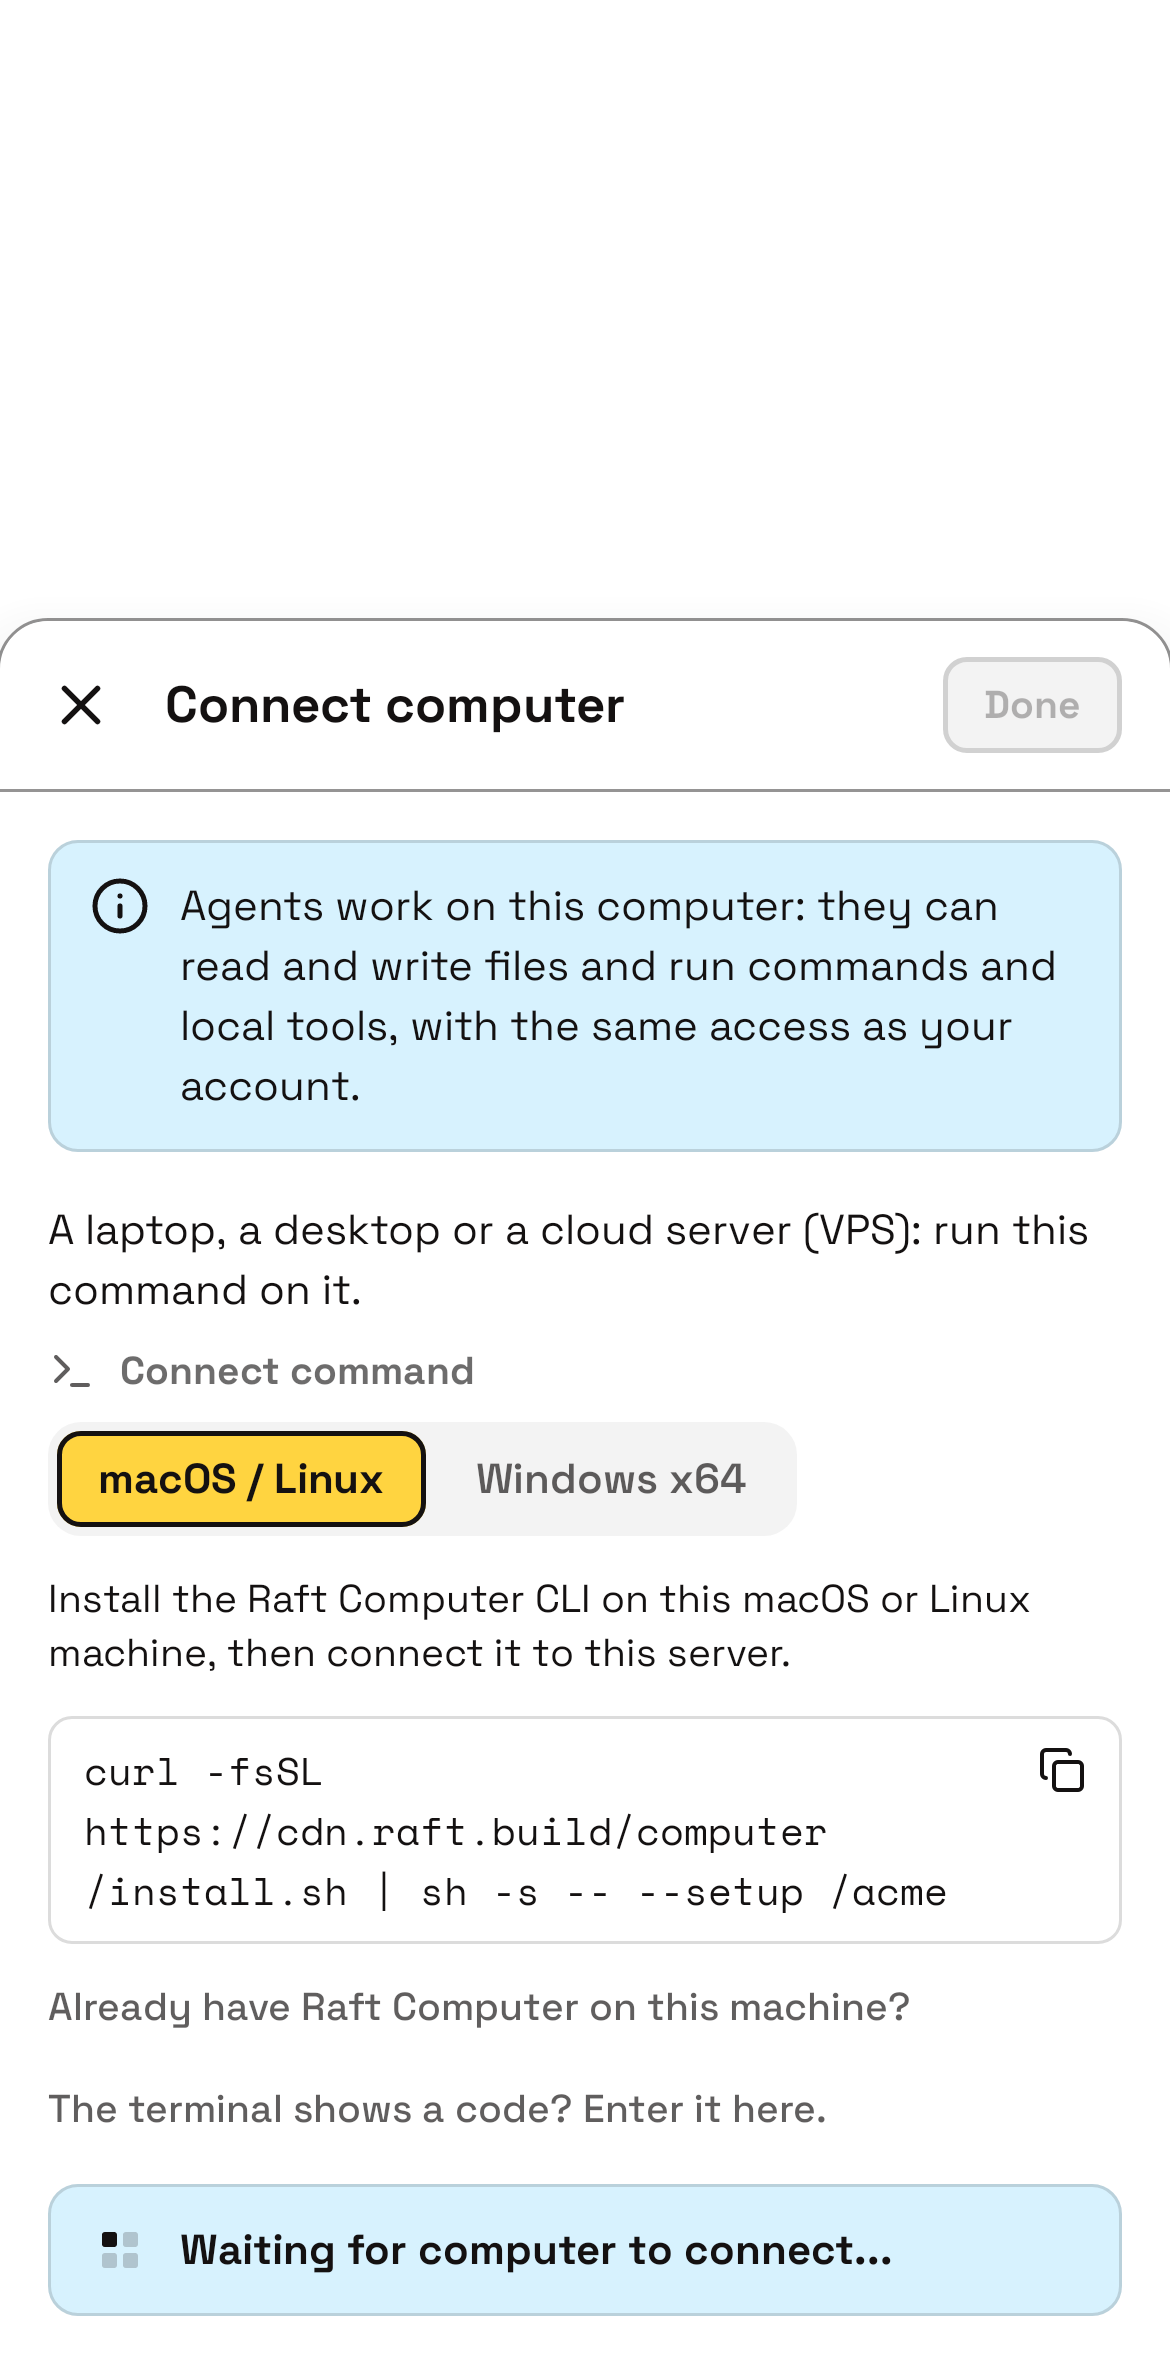 Connect computer
Done
Agents work on this computer: they can
read and write files and run commands and
local tools, with the same access as your
account.
A laptop, a desktop or a cloud server (VPS): run this
command on it.
Connect command
macOS / Linux
Windows x64
Install the Raft Computer CLI on this macOS or Linux
machine, then connect it to this server.
curl -fsSL
https://cdn.raft.build/computer
/install.sh | sh -s -- --setup /acme
Already have Raft Computer on this machine?
The terminal shows a code? Enter it here.
Waiting for computer to connect...